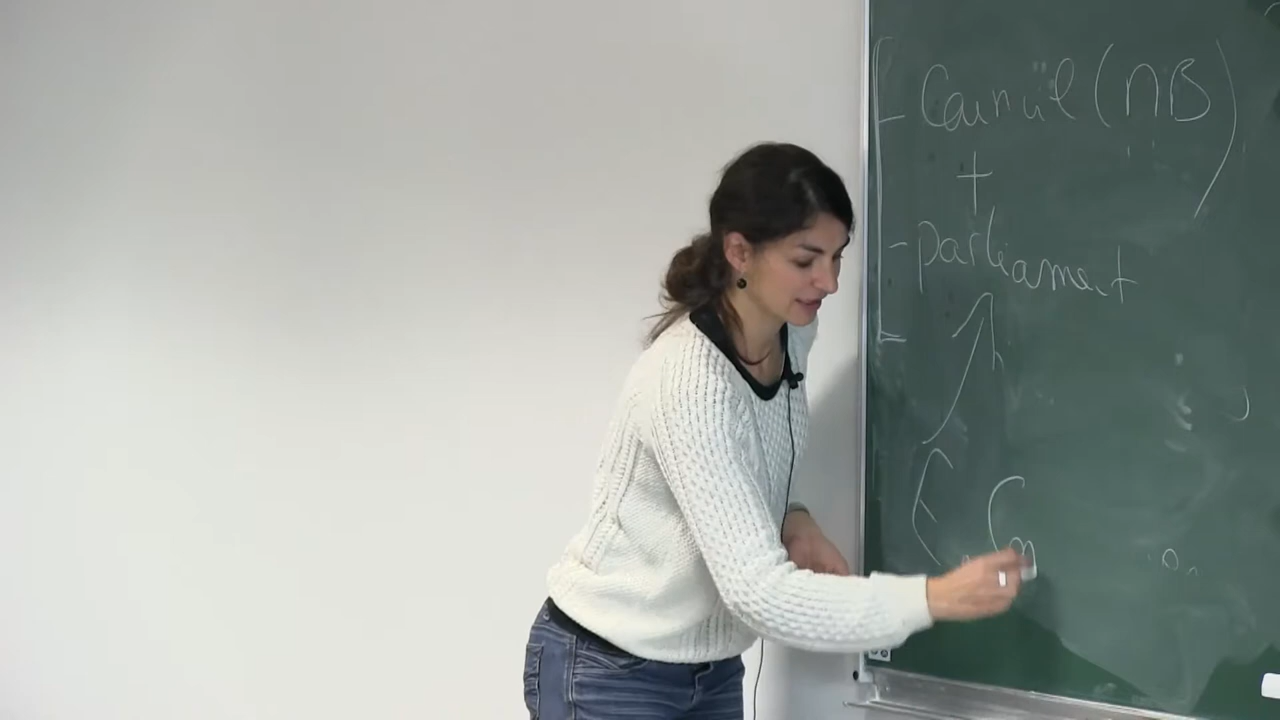 - Council (NB)
+
- parliament